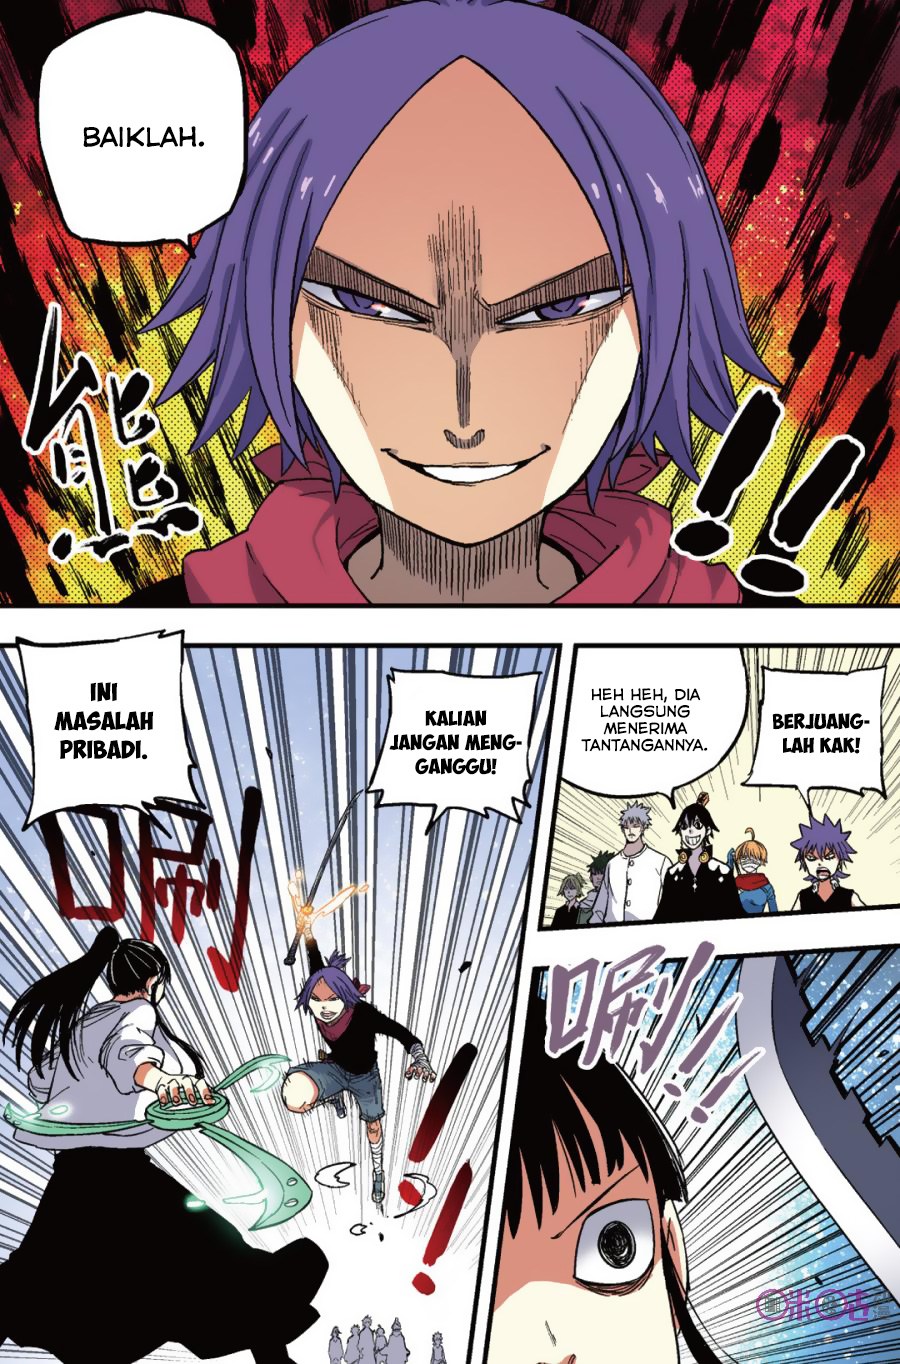 BAIKLAH.
熊!!
INI
MASALAH
PRIBADI.
KALIAN
JANGAN MENG-
GANGGU!
HEH HEH, DIA
LANGSUNG
MENERIMA
TANTANGANNYA.
BERJUANG-
LAH KAK!
唰!!
唰!!